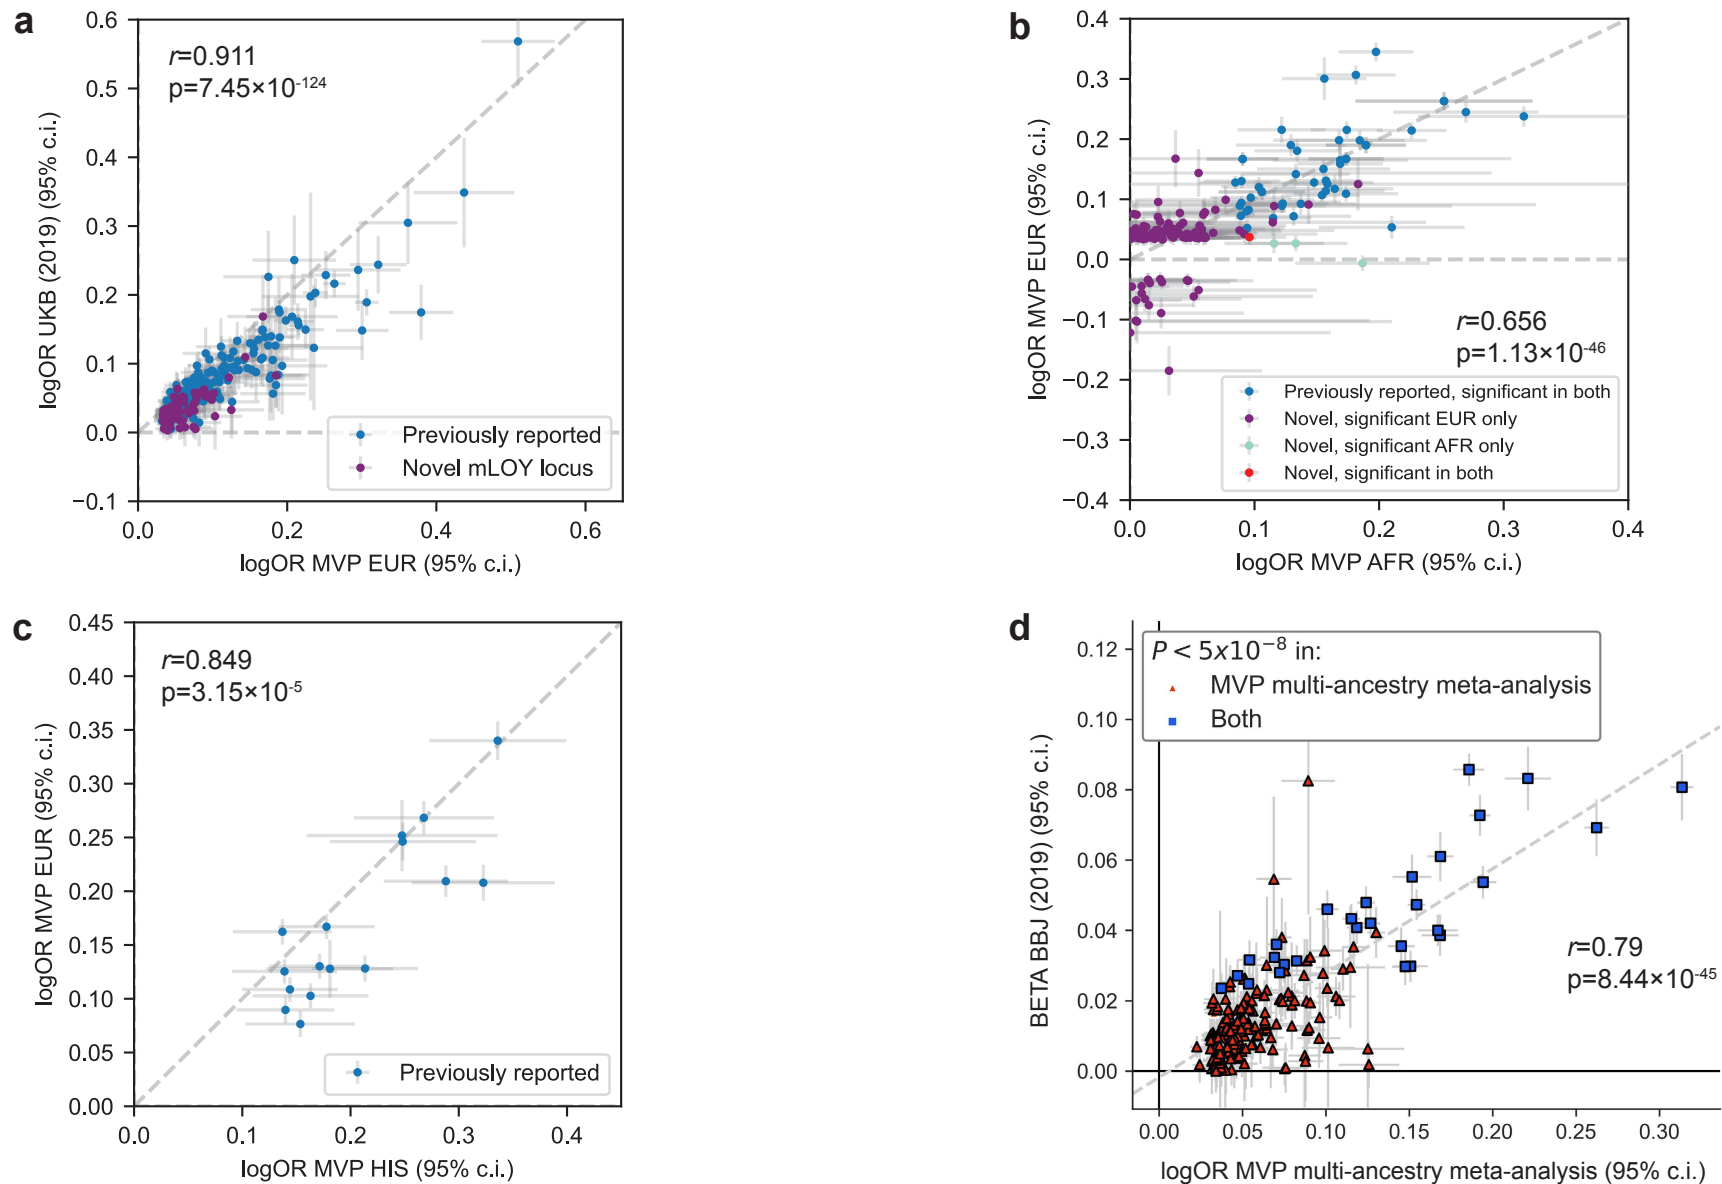 a
0.6
0.5
0.4
0.3
0.2
0.1
0.0
−0.1
logOR UKB (2019) (95% c.i.)
r=0.911
p=7.45×10-124
Previously reported
Novel mLOY locus
0.0 0.2 0.4 0.6
logOR MVP EUR (95% c.i.)
b
0.4
0.3
0.2
0.1
0.0
−0.1
−0.2
−0.3
−0.4
logOR MVP EUR (95% c.i.)
r=0.656
p=1.13×10-46
Previously reported, significant in both
Novel, significant EUR only
Novel, significant AFR only
Novel, significant in both
0.0 0.1 0.2 0.3 0.4
logOR MVP AFR (95% c.i.)
c
0.45
0.40
0.35
0.30
0.25
0.20
0.15
0.10
0.05
0.00
logOR MVP EUR (95% c.i.)
r=0.849
p=3.15×10-5
Previously reported
0.0 0.1 0.2 0.3 0.4
logOR MVP HIS (95% c.i.)
d
0.12
0.10
0.08
0.06
0.04
0.02
0.00
BETA BBJ (2019) (95% c.i.)
P < 5x10−8 in:
MVP multi-ancestry meta-analysis
Both
r=0.79
p=8.44×10-45
0.00 0.05 0.10 0.15 0.20 0.25 0.30
logOR MVP multi-ancestry meta-analysis (95% c.i.)